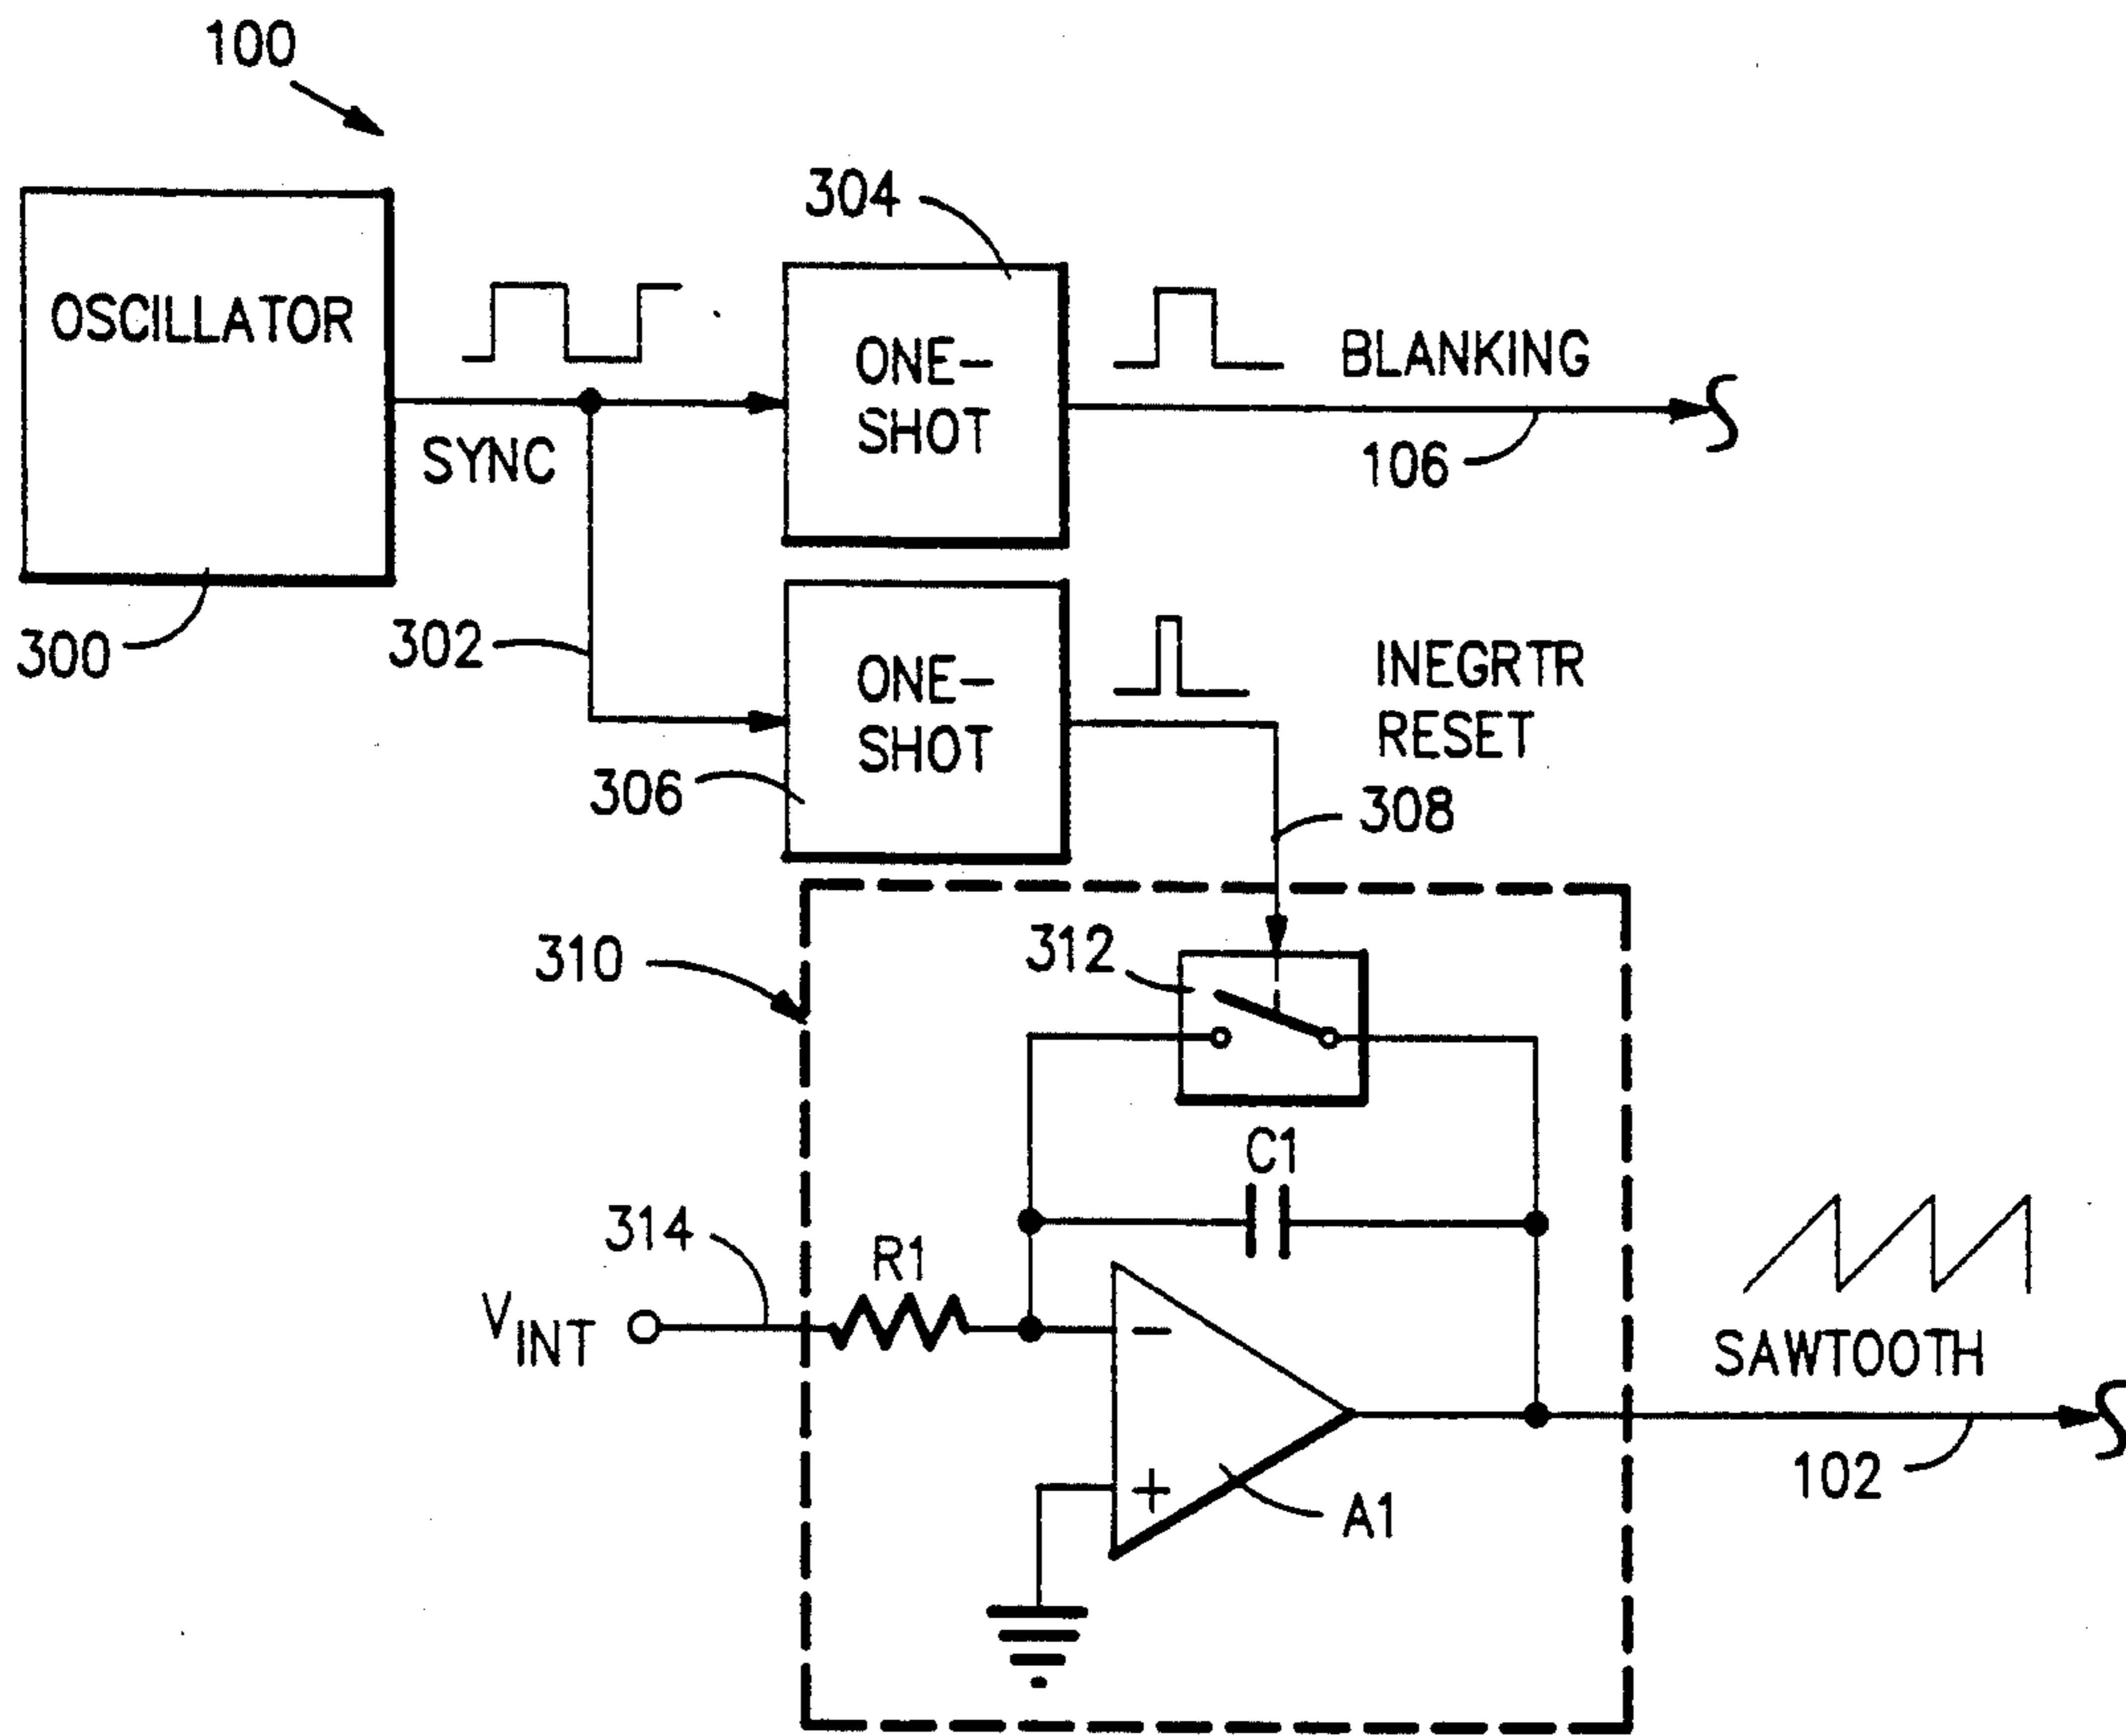 100
304
OSCILLATOR
ONE-
SHOT
BLANKING
SYNC
106
300
302
ONE-
SHOT
INEGRTR
RESET
306
308
310
312
C1
314
R1
VINT
−
SAWTOOTH
102
+
A1